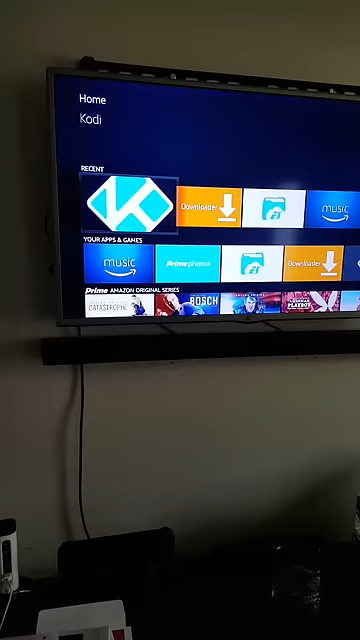 Home
Kodi
RECENT
Downloader
music
YOUR APPS & GAMES
music
Prime photos
Downloader
Prime AMAZON ORIGINAL SERIES
CATASTROPHE
BOSCH
PLAYBOY